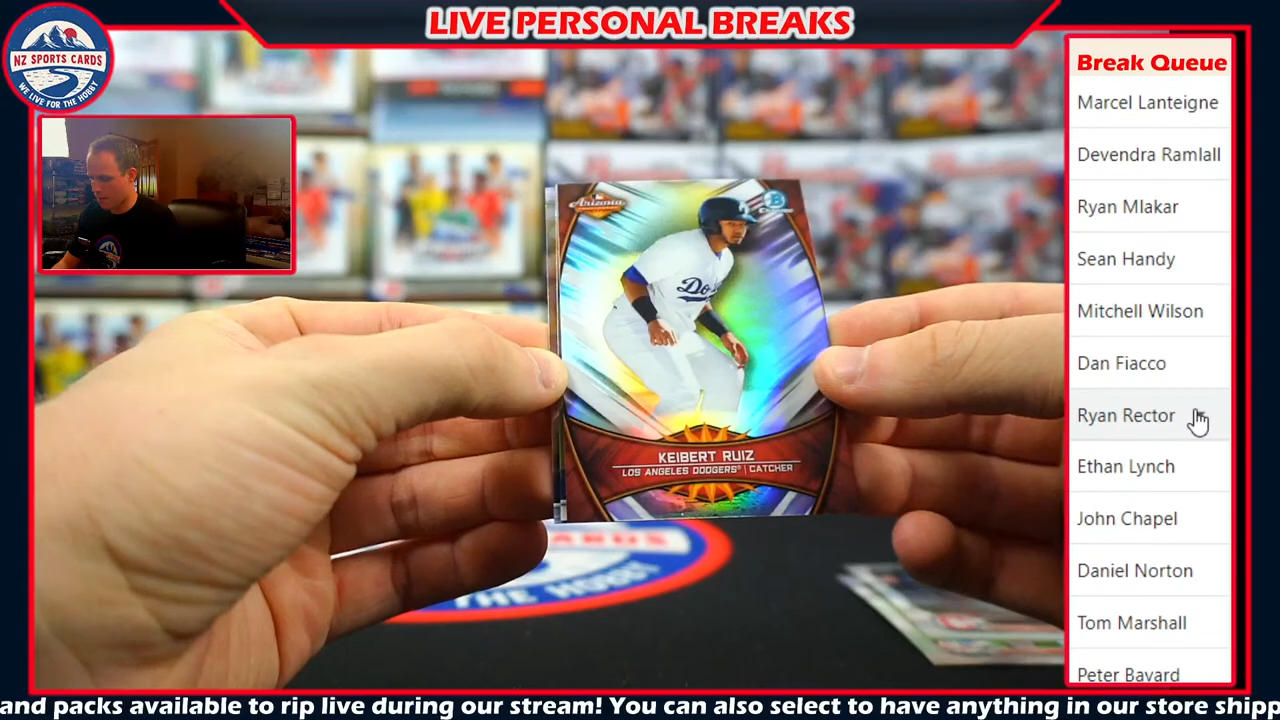 LIVE PERSONAL BREAKS
NZ SPORTS CARDS
WE LIVE FOR THE HOBBY
Break Queue
Marcel Lanteigne
Devendra Ramlall
Ryan Mlakar
Sean Handy
Mitchell Wilson
Dan Fiacco
Ryan Rector
Ethan Lynch
John Chapel
Daniel Norton
Tom Marshall
Peter Bavard
Arizona
KEIBERT RUIZ
LOS ANGELES DODGERS® | CATCHER
THE HOBBY
and packs available to rip live during our stream! You can also select to have anything in our store shipp